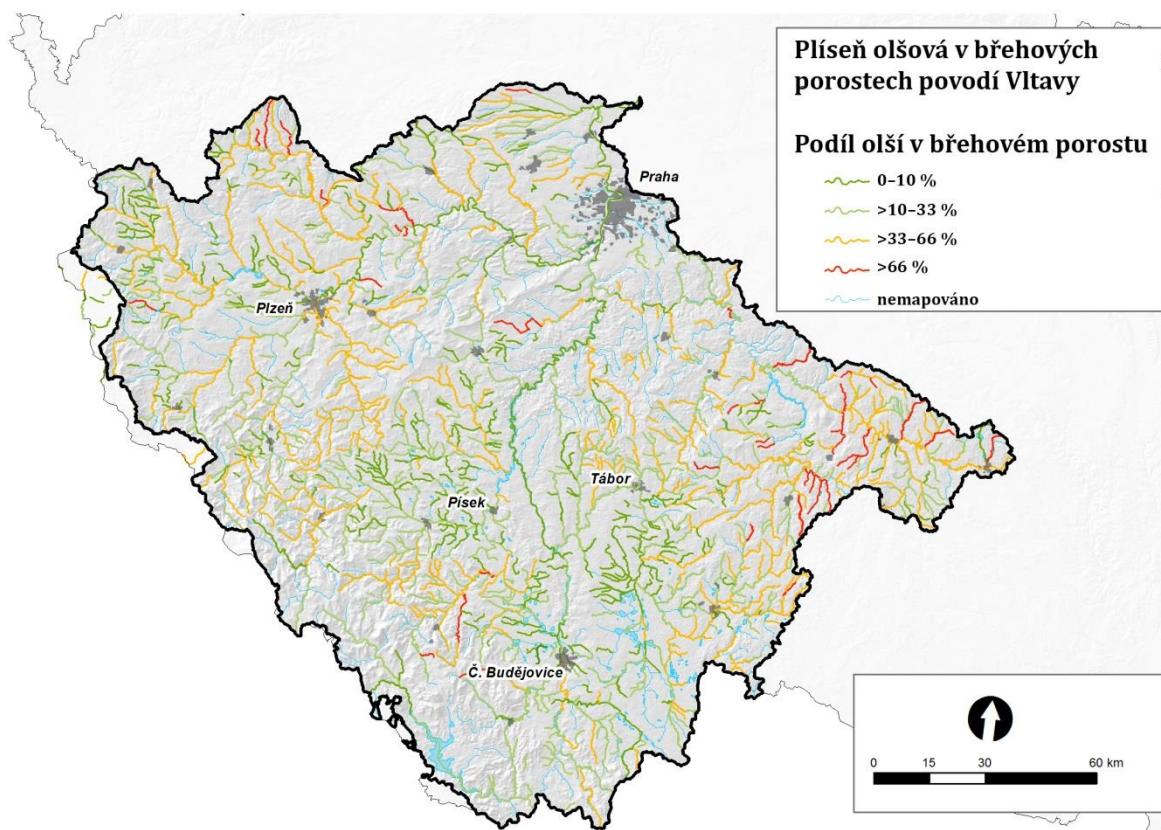 Plíseň olšová v břehových
porostech povodí Vltavy
Podíl olší v břehovém porostu
0–10 %
>10–33 %
>33–66 %
>66 %
nemapováno
Praha
Plzeň
Tábor
Písek
Č. Budějovice
0 15 30 60 km